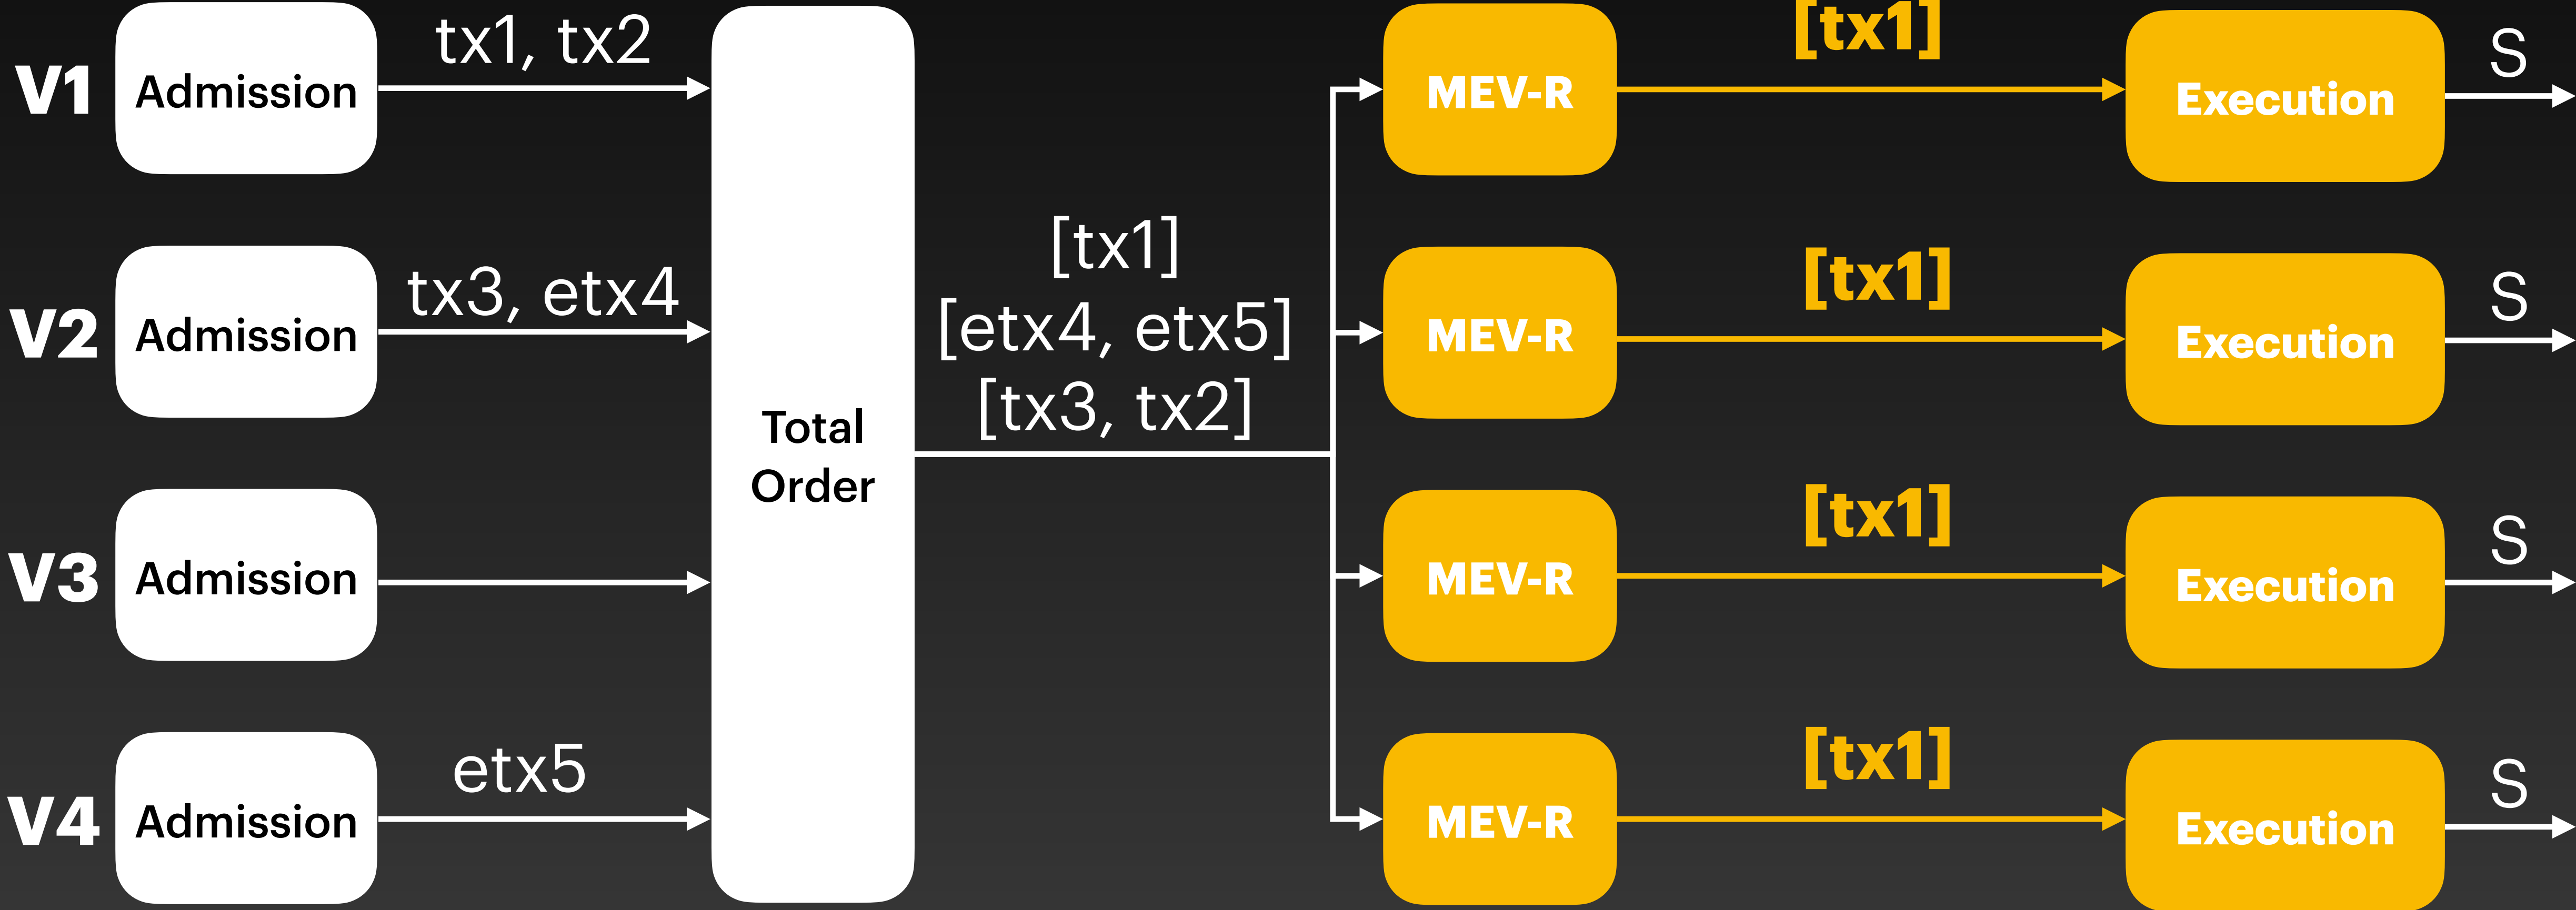 V1
Admission
tx1, tx2
MEV-R
[tx1]
Execution
S
V2
Admission
tx3, etx4
Total
Order
[tx1]
[etx4, etx5]
[tx3, tx2]
MEV-R
[tx1]
Execution
S
V3
Admission
MEV-R
[tx1]
Execution
S
V4
Admission
etx5
MEV-R
[tx1]
Execution
S